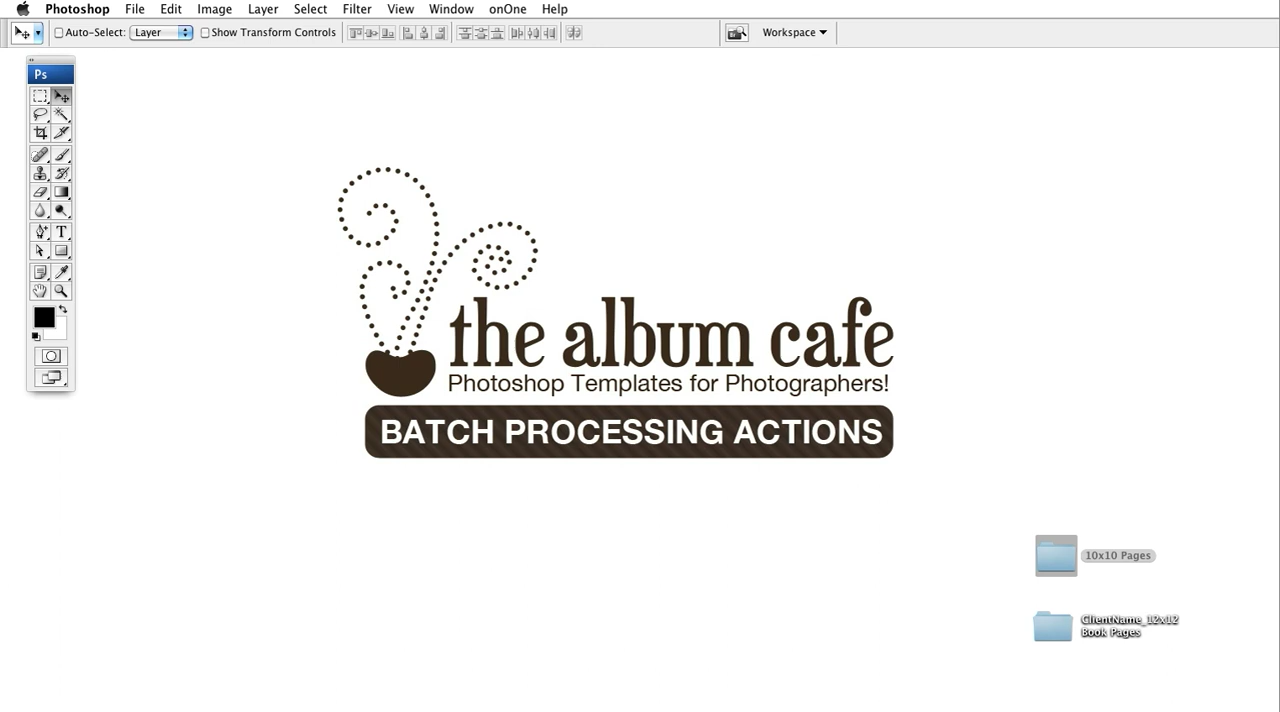 Photoshop File Edit Image Layer Select Filter View Window onOne Help
Auto-Select: Layer Show Transform Controls Workspace
Ps
T
the album cafe
Photoshop Templates for Photographers!
BATCH PROCESSING ACTIONS
10x10 Pages
ClientName_12x12
Book Pages